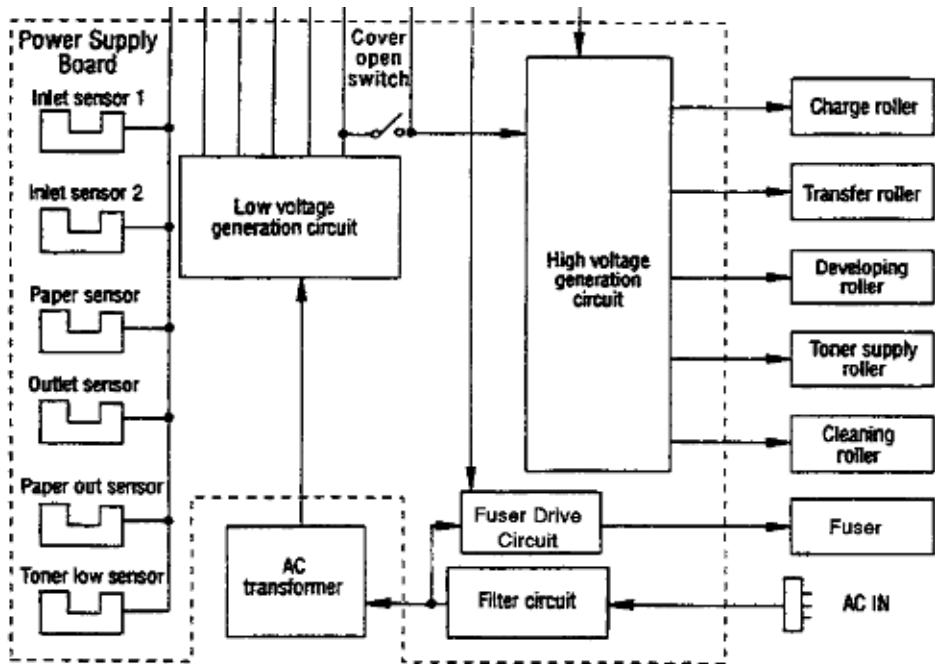 Power Supply
Board
Cover
open
switch
Inlet sensor 1
Charge roller
Inlet sensor 2
Low voltage
generation circuit
Transfer roller
High voltage
generation
circuit
Developing
roller
Paper sensor
Toner supply
roller
Outlet sensor
Cleaning
roller
Paper out sensor
Fuser Drive
Circuit
Fuser
AC
transformer
Toner low sensor
Filter circuit
AC IN